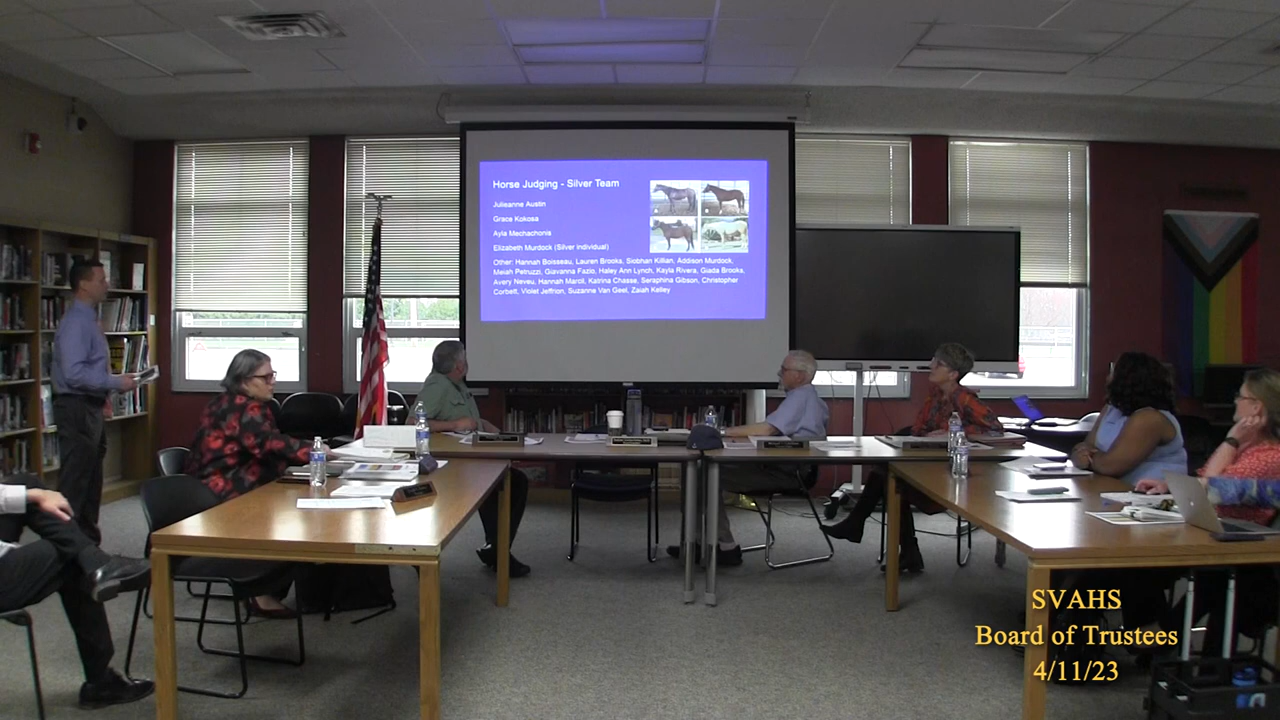 Horse Judging - Silver Team
Julieanne Austin
Grace Kokosa
Ayla Mechachonis
Elizabeth Murdock (Silver individual)
Other: Hannah Boisseau, Lauren Brooks, Siobhan Killian, Addison Murdock,
Meiah Petruzzi, Giavanna Fazio, Haley Ann Lynch, Kayla Rivera, Giada Brooks,
Avery Neveu, Hannah Marcil, Katrina Chasse, Seraphina Gibson, Christopher
Corbett, Violet Jeffrion, Suzanne Van Geel, Zaiah Kelley
SVAHS
Board of Trustees
4/11/23